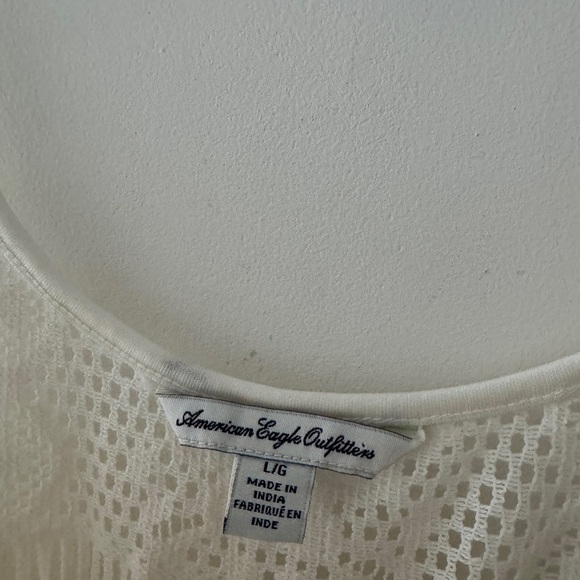 American Eagle Outfitters
L/G
MADE IN
INDIA
FABRIQUÉ EN
INDE